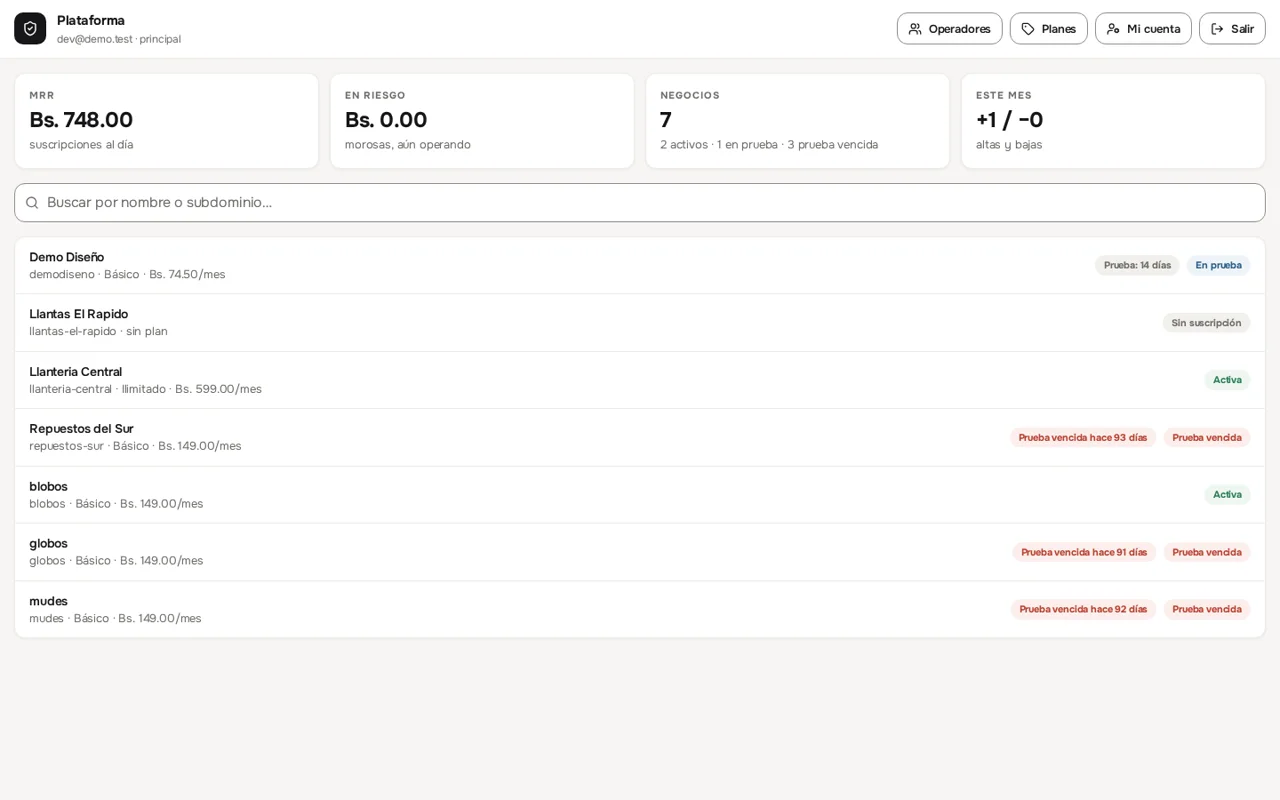 Plataforma
dev@demo.test · principal
Operadores
Planes
Mi cuenta
Salir
MRR
Bs. 748.00
suscripciones al día
EN RIESGO
Bs. 0.00
morosas, aún operando
NEGOCIOS
7
2 activos · 1 en prueba · 3 prueba vencida
ESTE MES
+1 / −0
altas y bajas
Buscar por nombre o subdominio...
Demo Diseño
demodiseno · Básico · Bs. 74.50/mes
Prueba: 14 días
En prueba
Llantas El Rapido
llantas-el-rapido · sin plan
Sin suscripción
Llanteria Central
llanteria-central · Ilimitado · Bs. 599.00/mes
Activa
Repuestos del Sur
repuestos-sur · Básico · Bs. 149.00/mes
Prueba vencida hace 93 días
Prueba vencida
blobos
blobos · Básico · Bs. 149.00/mes
Activa
globos
globos · Básico · Bs. 149.00/mes
Prueba vencida hace 91 días
Prueba vencida
mudes
mudes · Básico · Bs. 149.00/mes
Prueba vencida hace 92 días
Prueba vencida